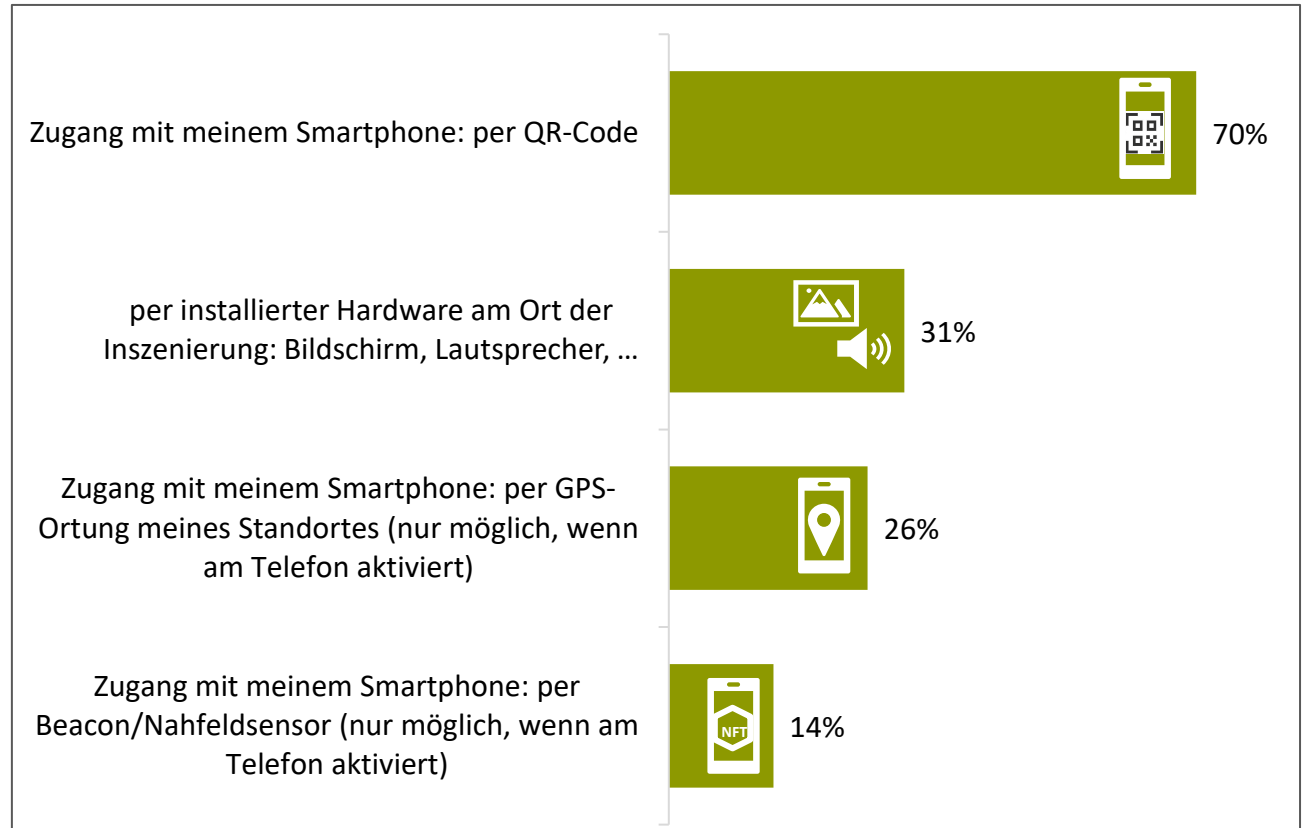 Zugang mit meinem Smartphone: per QR-Code
70%
per installierter Hardware am Ort der
Inszenierung: Bildschirm, Lautsprecher, …
31%
Zugang mit meinem Smartphone: per GPS-
Ortung meines Standortes (nur möglich, wenn
am Telefon aktiviert)
26%
Zugang mit meinem Smartphone: per
Beacon/Nahfeldsensor (nur möglich, wenn am
Telefon aktiviert)
NFT
14%